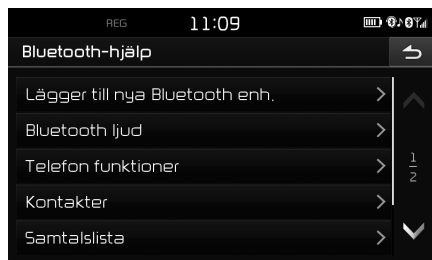 REG 11:09
Bluetooth-hjälp
Lägger till nya Bluetooth enh.
Bluetooth ljud
Telefon funktioner
1
2
Kontakter
Samtalslista